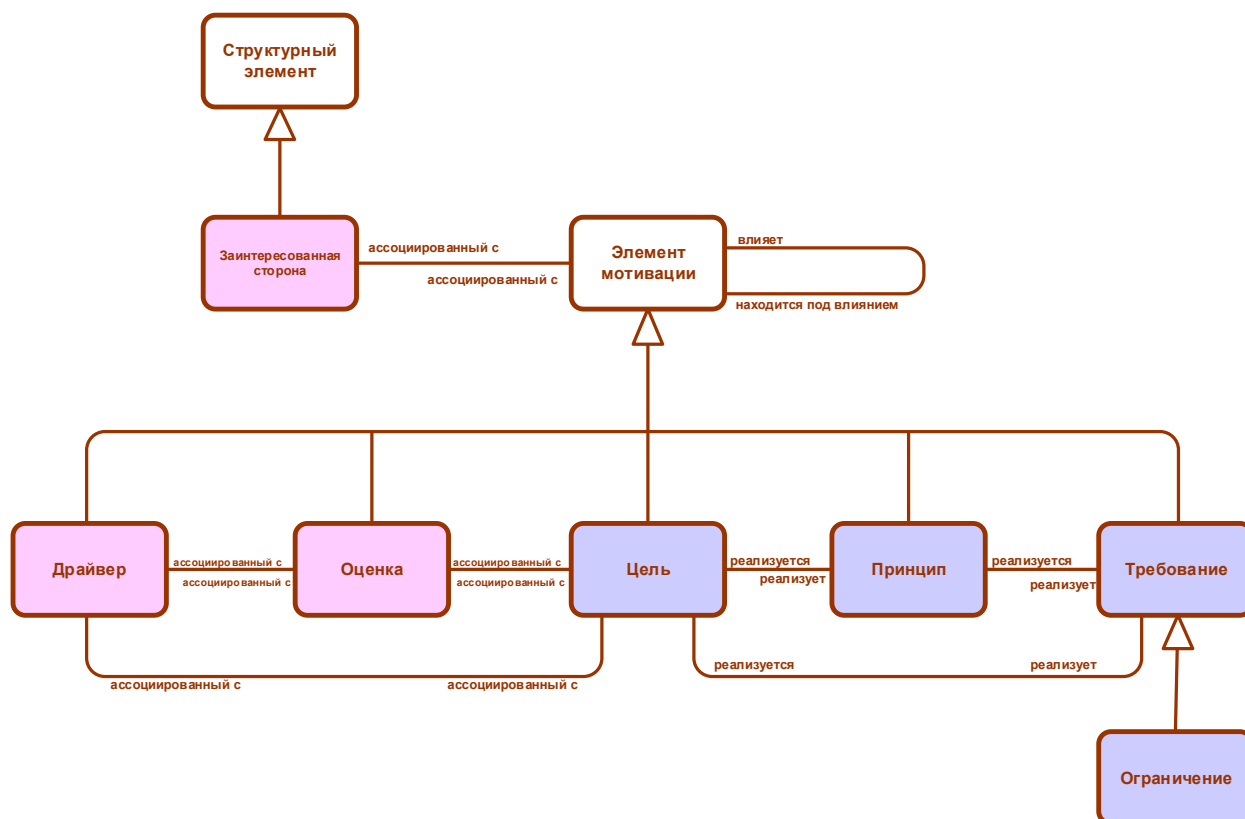 Структурный
элемент
Заинтересованная
сторона
ассоциированный с
ассоциированный с
Элемент
мотивации
влияет
находится под влиянием
Драйвер
ассоциированный с
ассоциированный с
Оценка
ассоциированный с
ассоциированный с
Цель
реализуется
реализует
Принцип
реализуется
реализует
Требование
ассоциированный с
ассоциированный с
реализуется
реализует
Ограничение